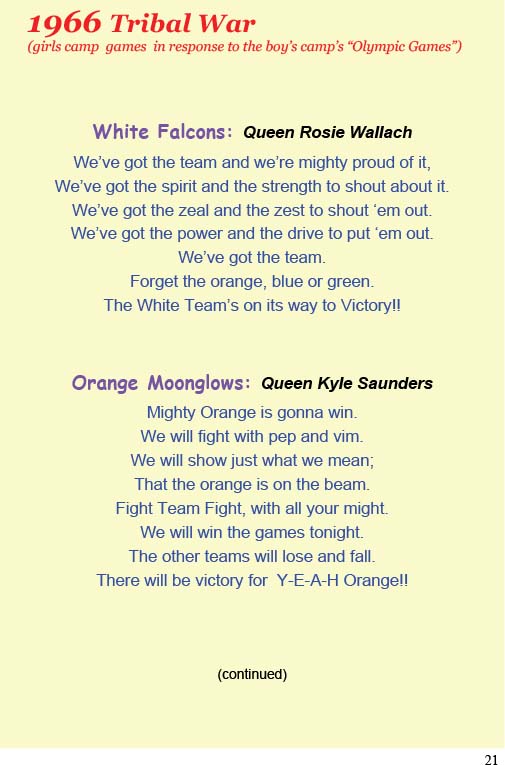 1966 Tribal War
(girls camp games in response to the boy's camp's “Olympic Games”)
White Falcons: Queen Rosie Wallach
We’ve got the team and we’re mighty proud of it,
We’ve got the spirit and the strength to shout about it.
We’ve got the zeal and the zest to shout ‘em out.
We’ve got the power and the drive to put ‘em out.
We’ve got the team.
Forget the orange, blue or green.
The White Team’s on its way to Victory!!
Orange Moonglows: Queen Kyle Saunders
Mighty Orange is gonna win.
We will fight with pep and vim.
We will show just what we mean;
That the orange is on the beam.
Fight Team Fight, with all your might.
We will win the games tonight.
The other teams will lose and fall.
There will be victory for Y-E-A-H Orange!!
(continued)
21